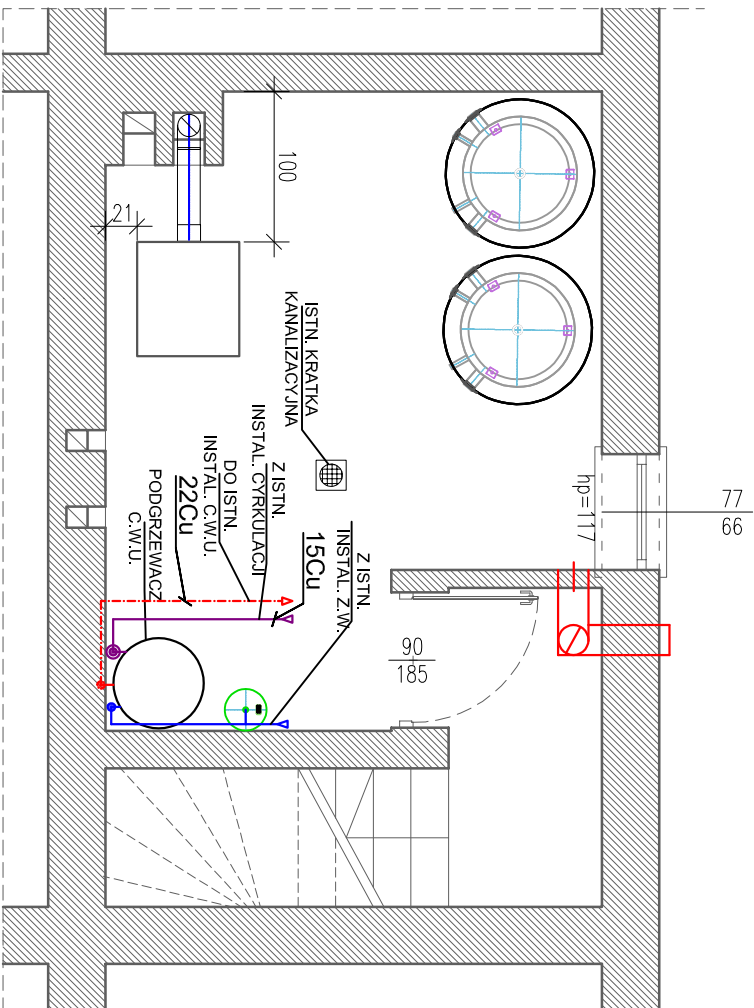 100
21
ISTN. KRATKA
KANALIZACYJNA
hp=117
77
66
Z ISTN.
INSTAL. CYRKULACJI
DO ISTN.
INSTAL. C.W.U.
22Cu
PODGRZEWACZ
C.W.U.
Z ISTN.
INSTAL. Z.W.
15Cu
90
185